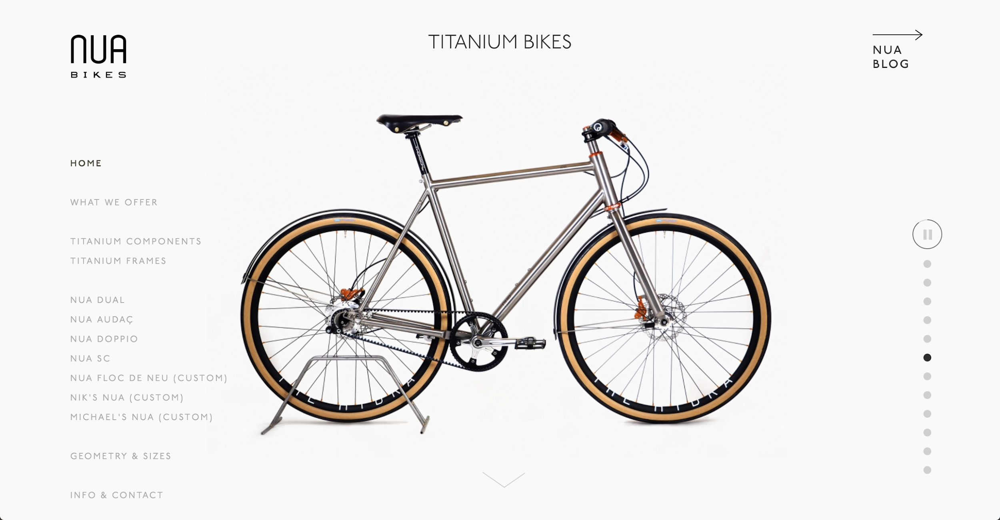 NUA
BIKES
TITANIUM BIKES
NUA
BLOG
HOME
WHAT WE OFFER
TITANIUM COMPONENTS
TITANIUM FRAMES
NUA DUAL
NUA AUDAÇ
NUA DOPPIO
NUA SC
NUA FLOC DE NEU (CUSTOM)
NIK'S NUA (CUSTOM)
MICHAEL'S NUA (CUSTOM)
GEOMETRY & SIZES
INFO & CONTACT